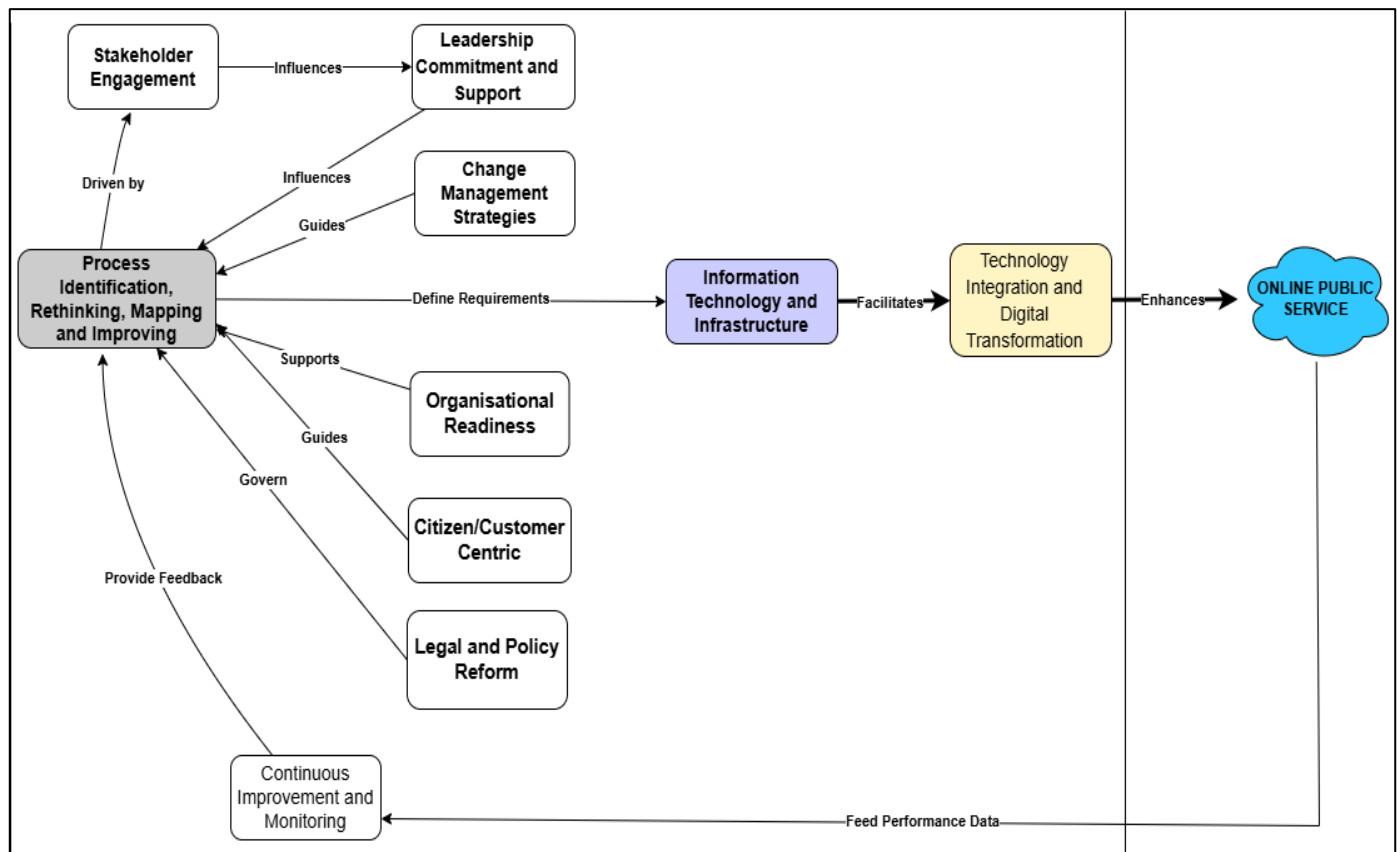 Stakeholder
Engagement
Influences
Leadership
Commitment and
Support
Driven by
Influences
Change
Management
Strategies
Guides
Process
Identification,
Rethinking, Mapping
and Improving
Define Requirements
Information
Technology and
Infrastructure
Facilitates
Technology
Integration and
Digital
Transformation
Enhances
ONLINE PUBLIC
SERVICE
Supports
Organisational
Readiness
Guides
Citizen/Customer
Centric
Govern
Legal and Policy
Reform
Provide Feedback
Continuous
Improvement and
Monitoring
Feed Performance Data